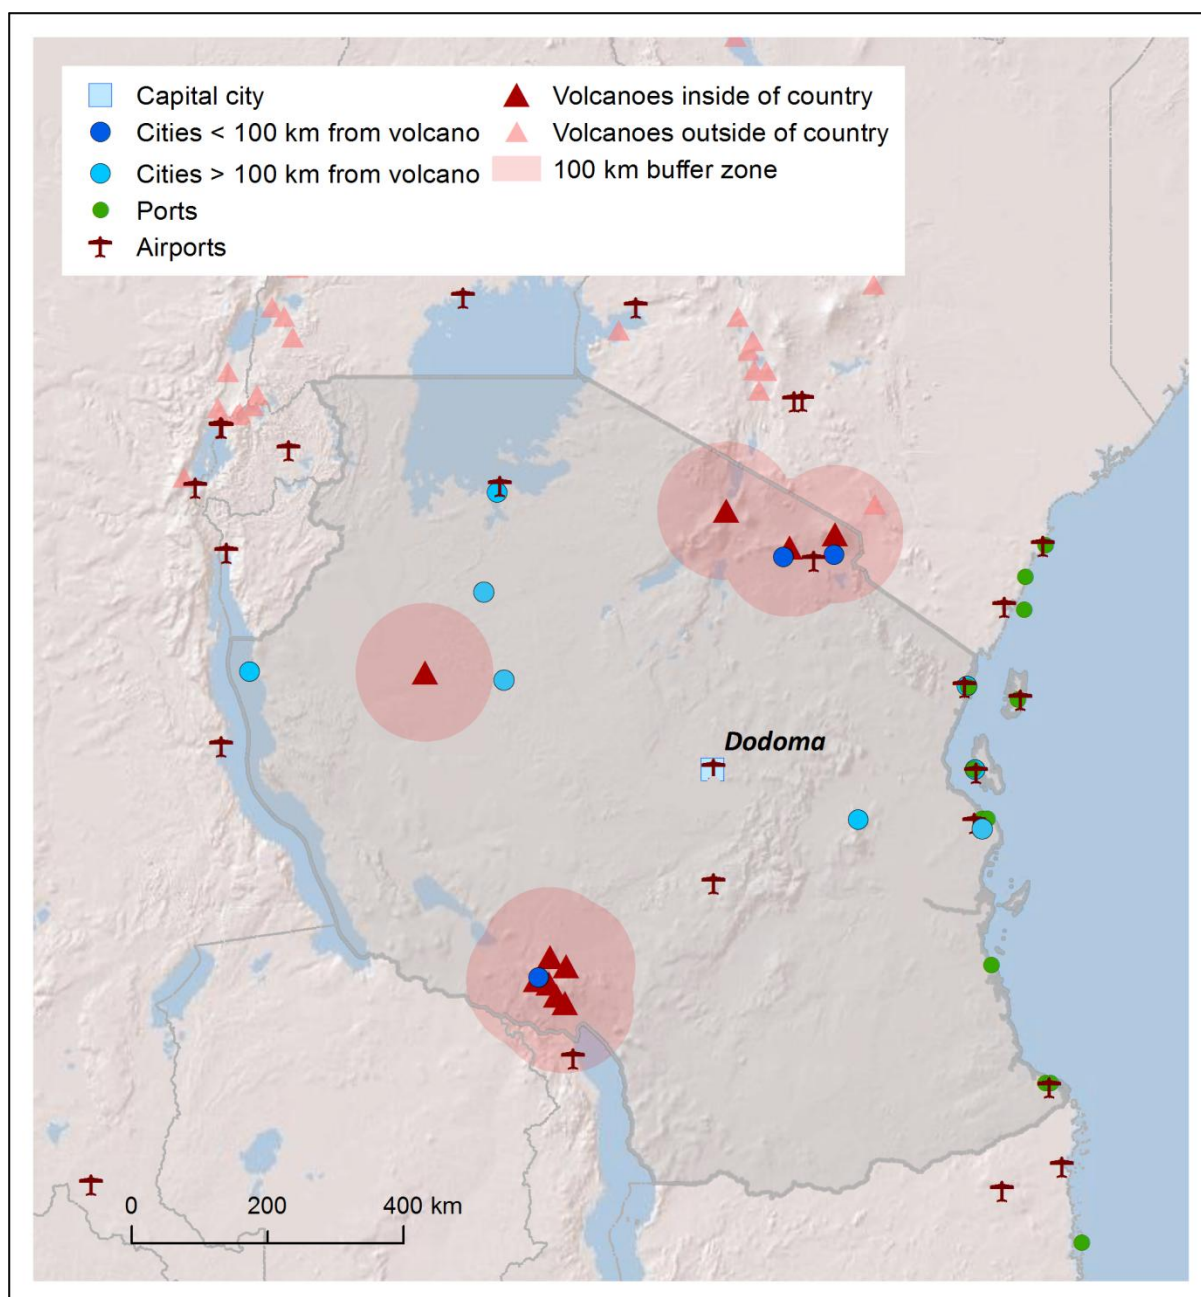 Capital city
Cities < 100 km from volcano
Cities > 100 km from volcano
Ports
Airports
Volcanoes inside of country
Volcanoes outside of country
100 km buffer zone
Dodoma
0 200 400 km